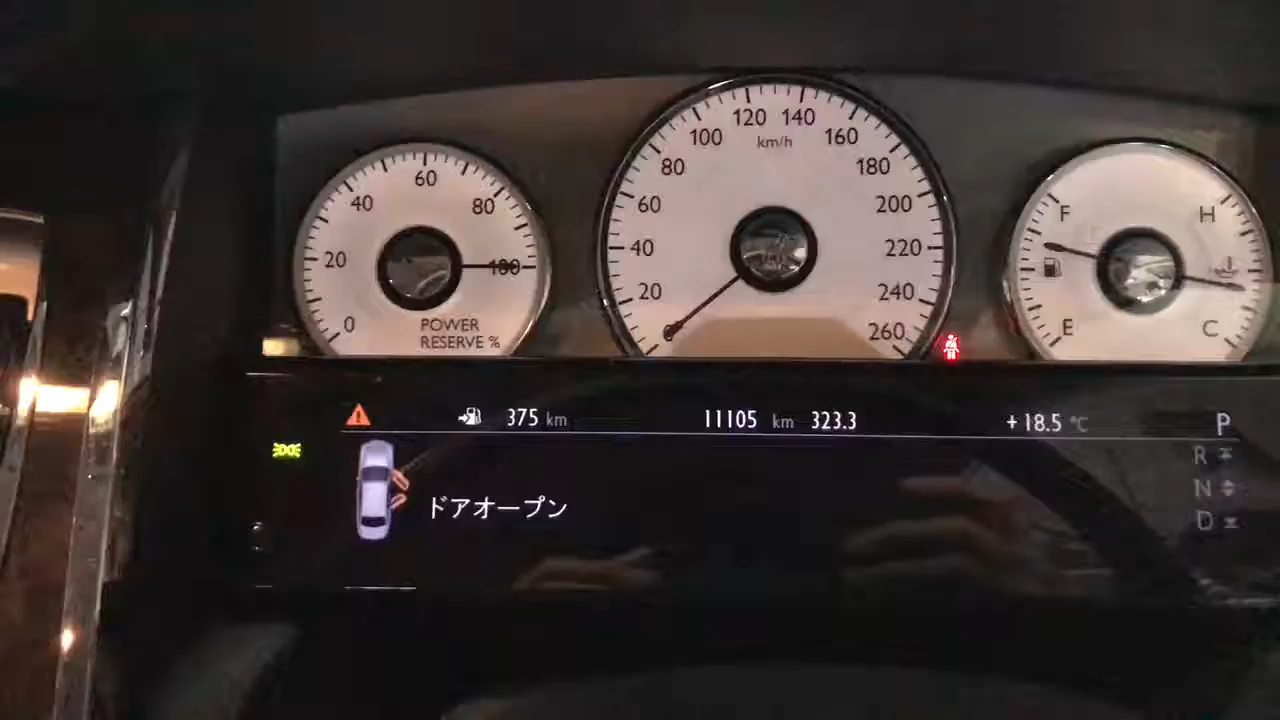 0 20 40 60 80 100
POWER
RESERVE %
0 20 40 60 80 100 120 140 160 180 200 220 240 260
km/h
F H
E C
375 km 11105 km 323.3 +18.5 °C P
R
N
D
ドアオープン